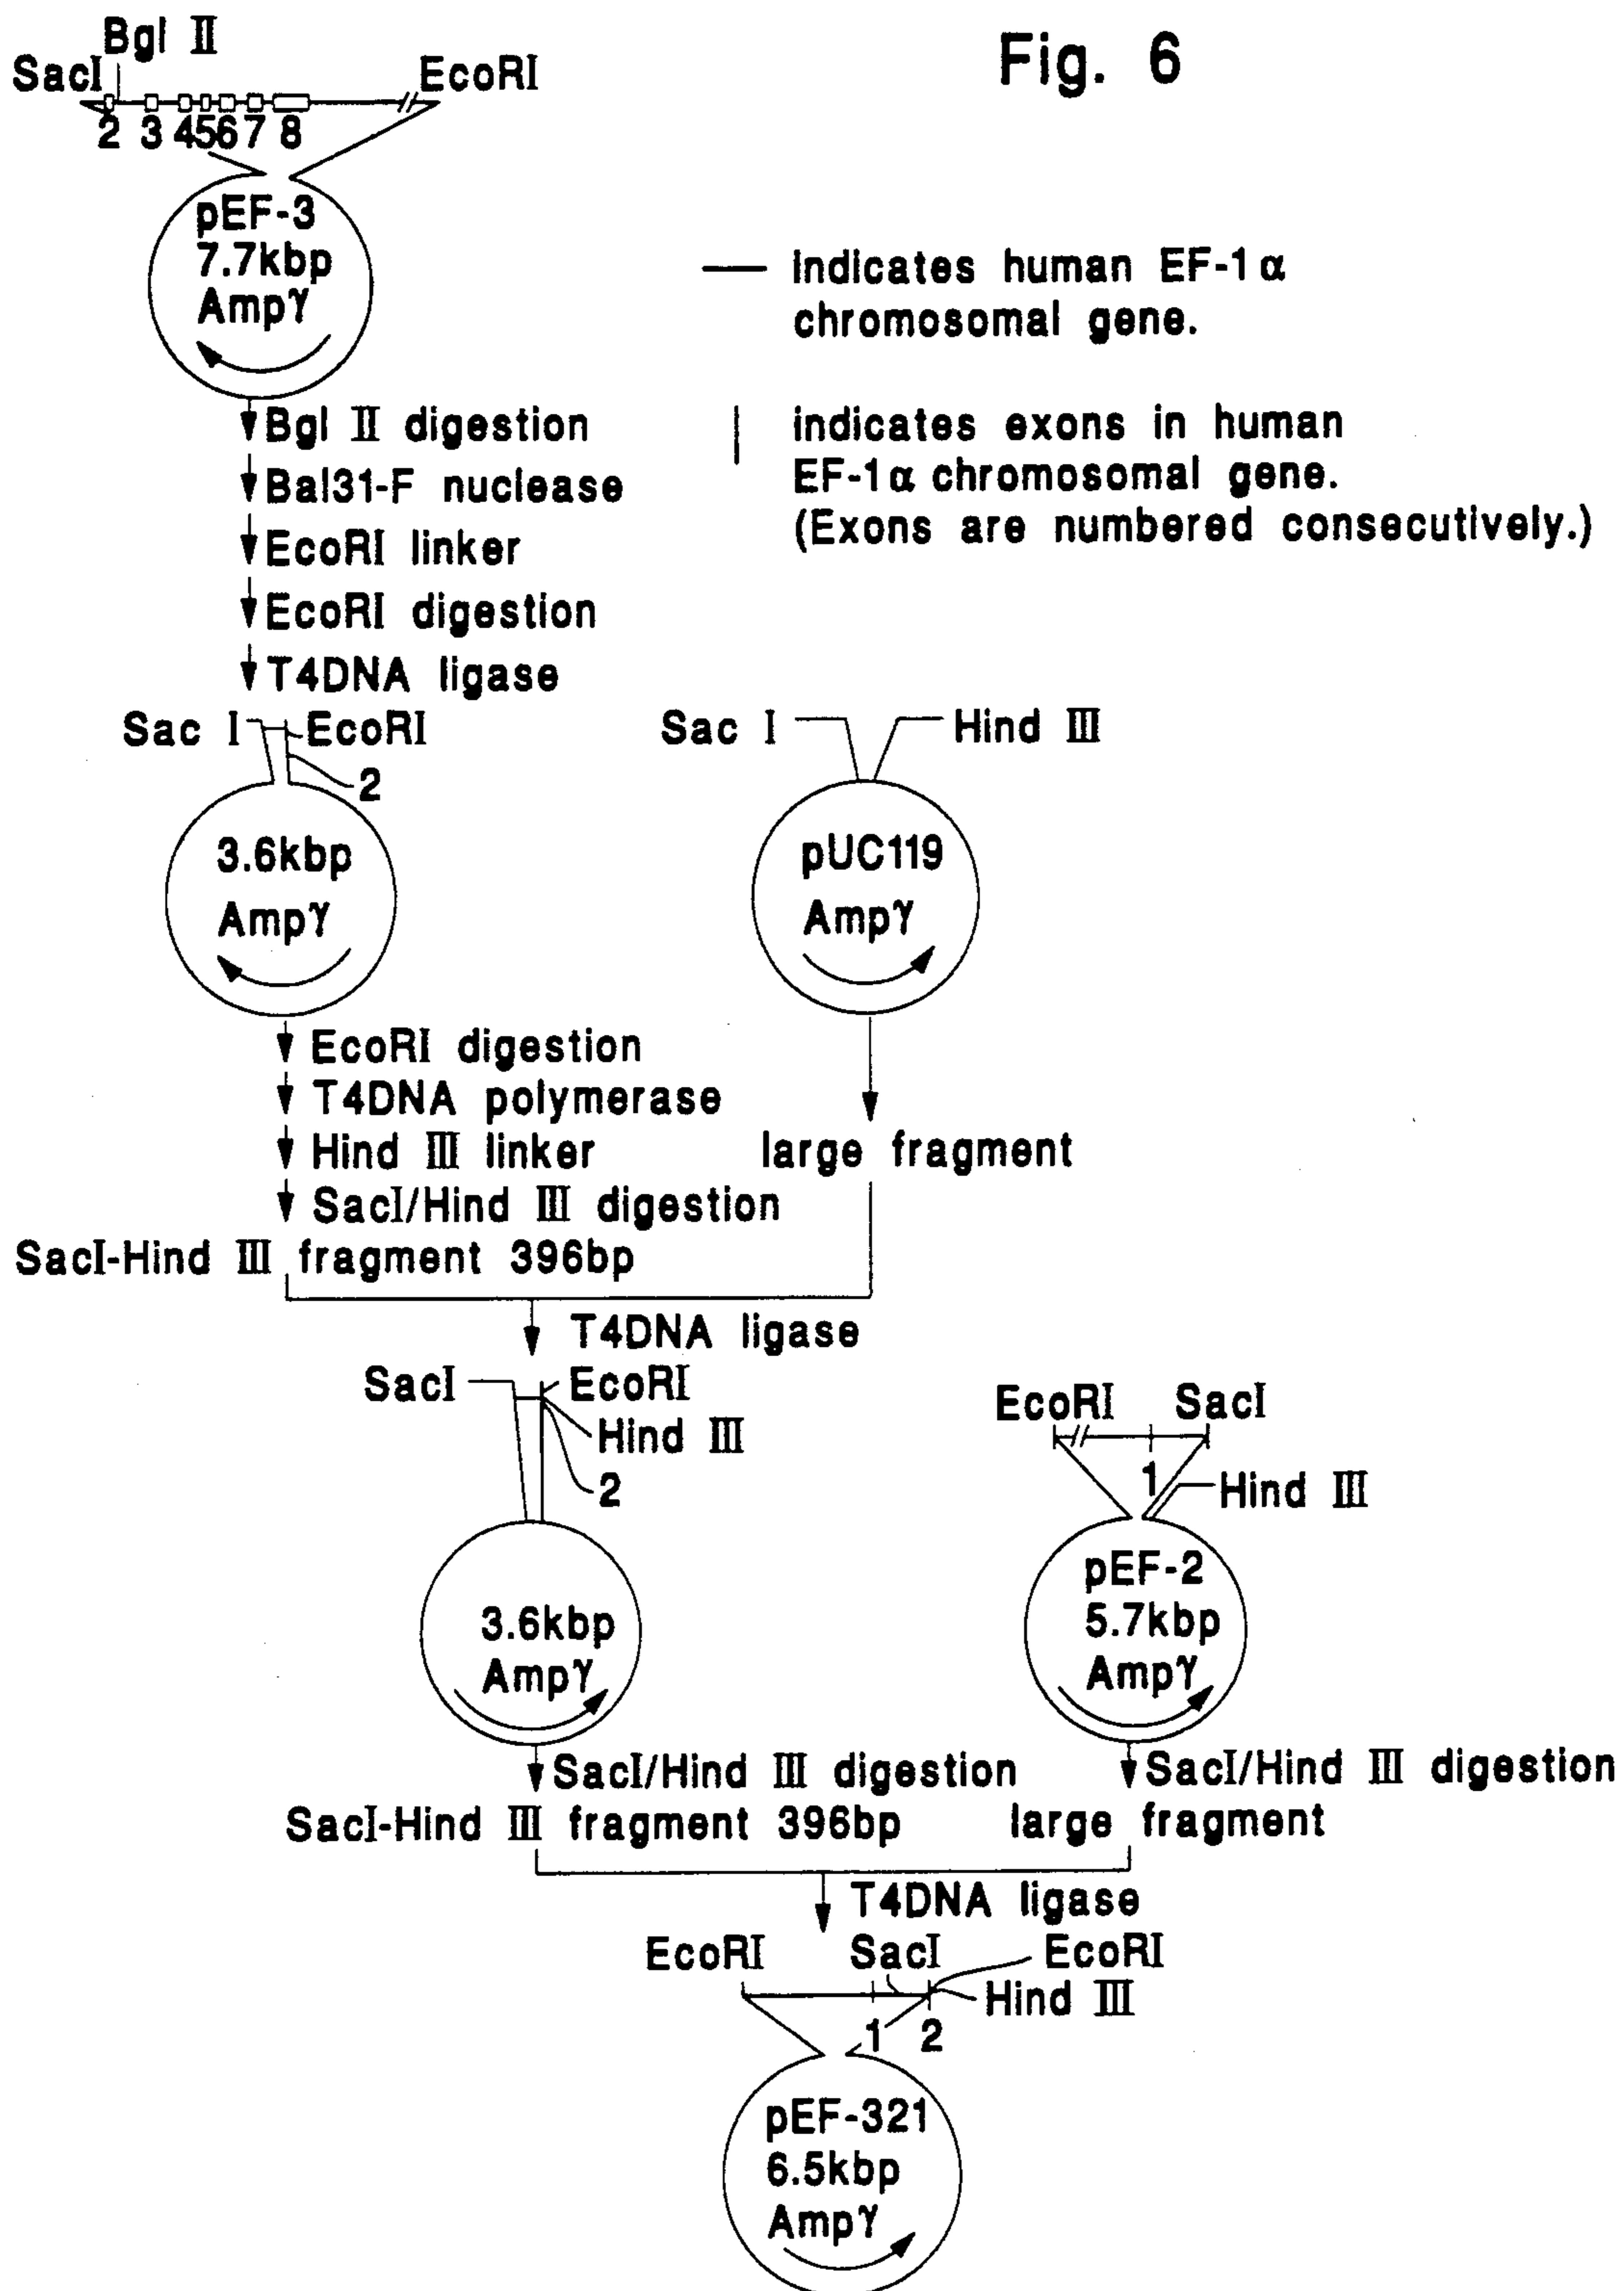 Fig. 6
Bgl II
SacI
EcoRI
2 3 4 5 6 7 8
pEF-3
7.7kbp
Ampγ
indicates human EF-1α
chromosomal gene.
indicates exons in human
EF-1α chromosomal gene.
(Exons are numbered consecutively.)
Bgl II digestion
Bal31-F nuclease
EcoRI linker
EcoRI digestion
T4DNA ligase
Sac I
EcoRI
2
3.6kbp
Ampγ
Sac I
Hind III
pUC119
Ampγ
EcoRI digestion
T4DNA polymerase
Hind III linker
SacI/Hind III digestion
SacI-Hind III fragment 396bp
large fragment
T4DNA ligase
SacI
EcoRI
Hind III
2
3.6kbp
Ampγ
EcoRI
SacI
1
Hind III
pEF-2
5.7kbp
Ampγ
SacI/Hind III digestion
SacI-Hind III fragment 396bp
SacI/Hind III digestion
large fragment
T4DNA ligase
EcoRI
SacI
EcoRI
Hind III
1 2
pEF-321
6.5kbp
Ampγ